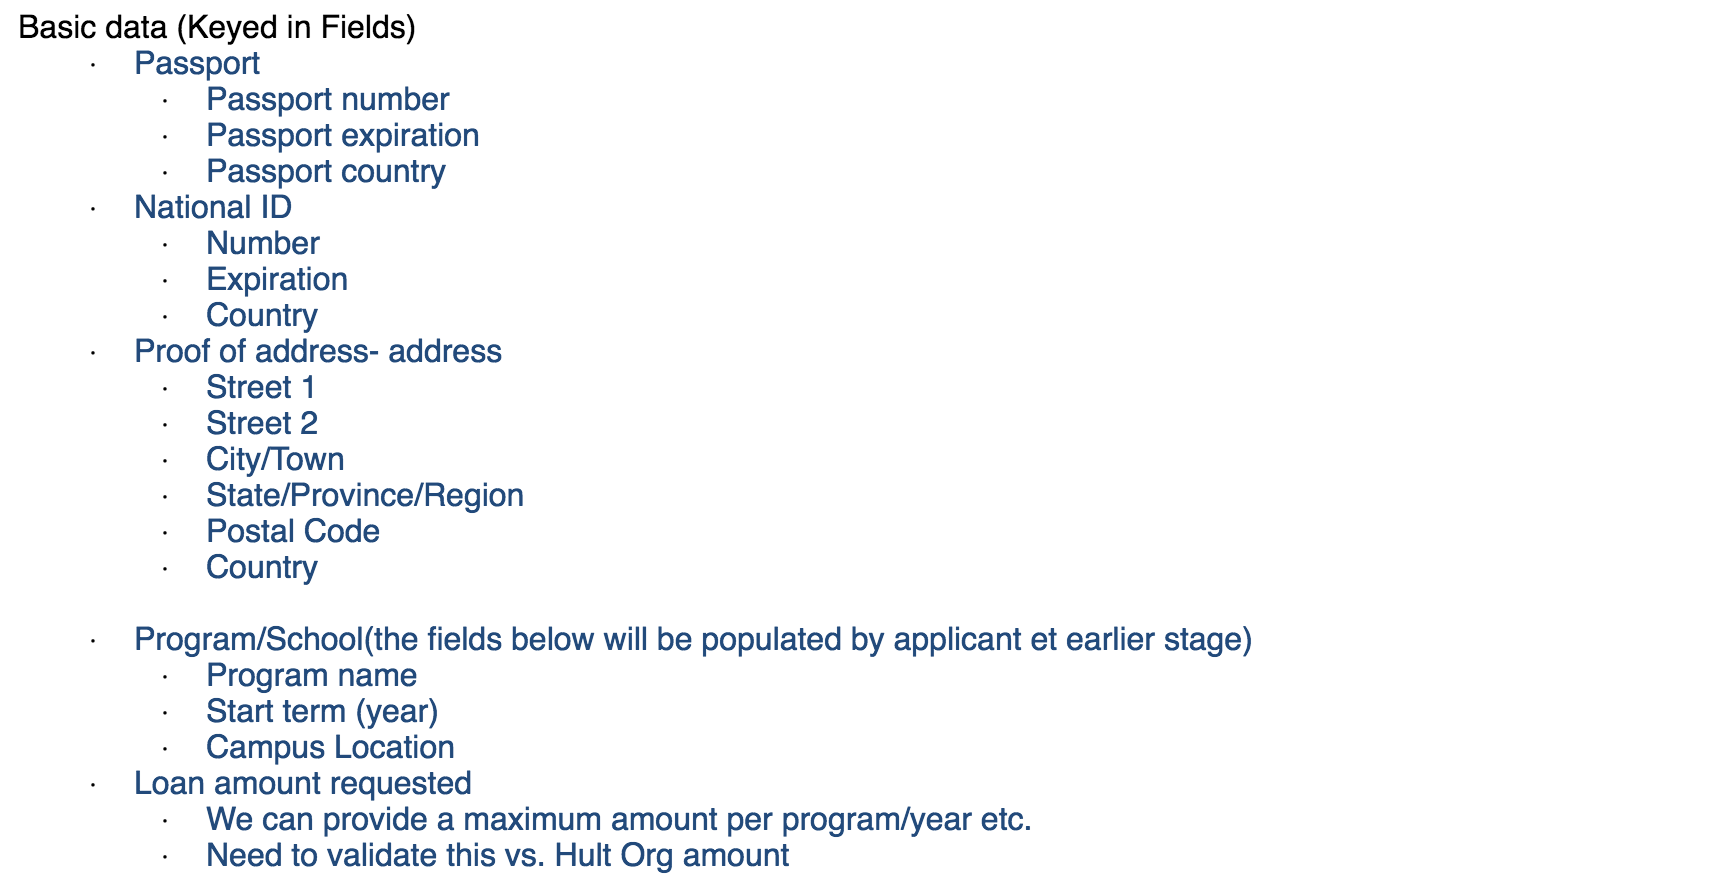 Basic data (Keyed in Fields)
· Passport
· Passport number
· Passport expiration
· Passport country
· National ID
· Number
· Expiration
· Country
· Proof of address- address
· Street 1
· Street 2
· City/Town
· State/Province/Region
· Postal Code
· Country
· Program/School(the fields below will be populated by applicant et earlier stage)
· Program name
· Start term (year)
· Campus Location
· Loan amount requested
· We can provide a maximum amount per program/year etc.
· Need to validate this vs. Hult Org amount